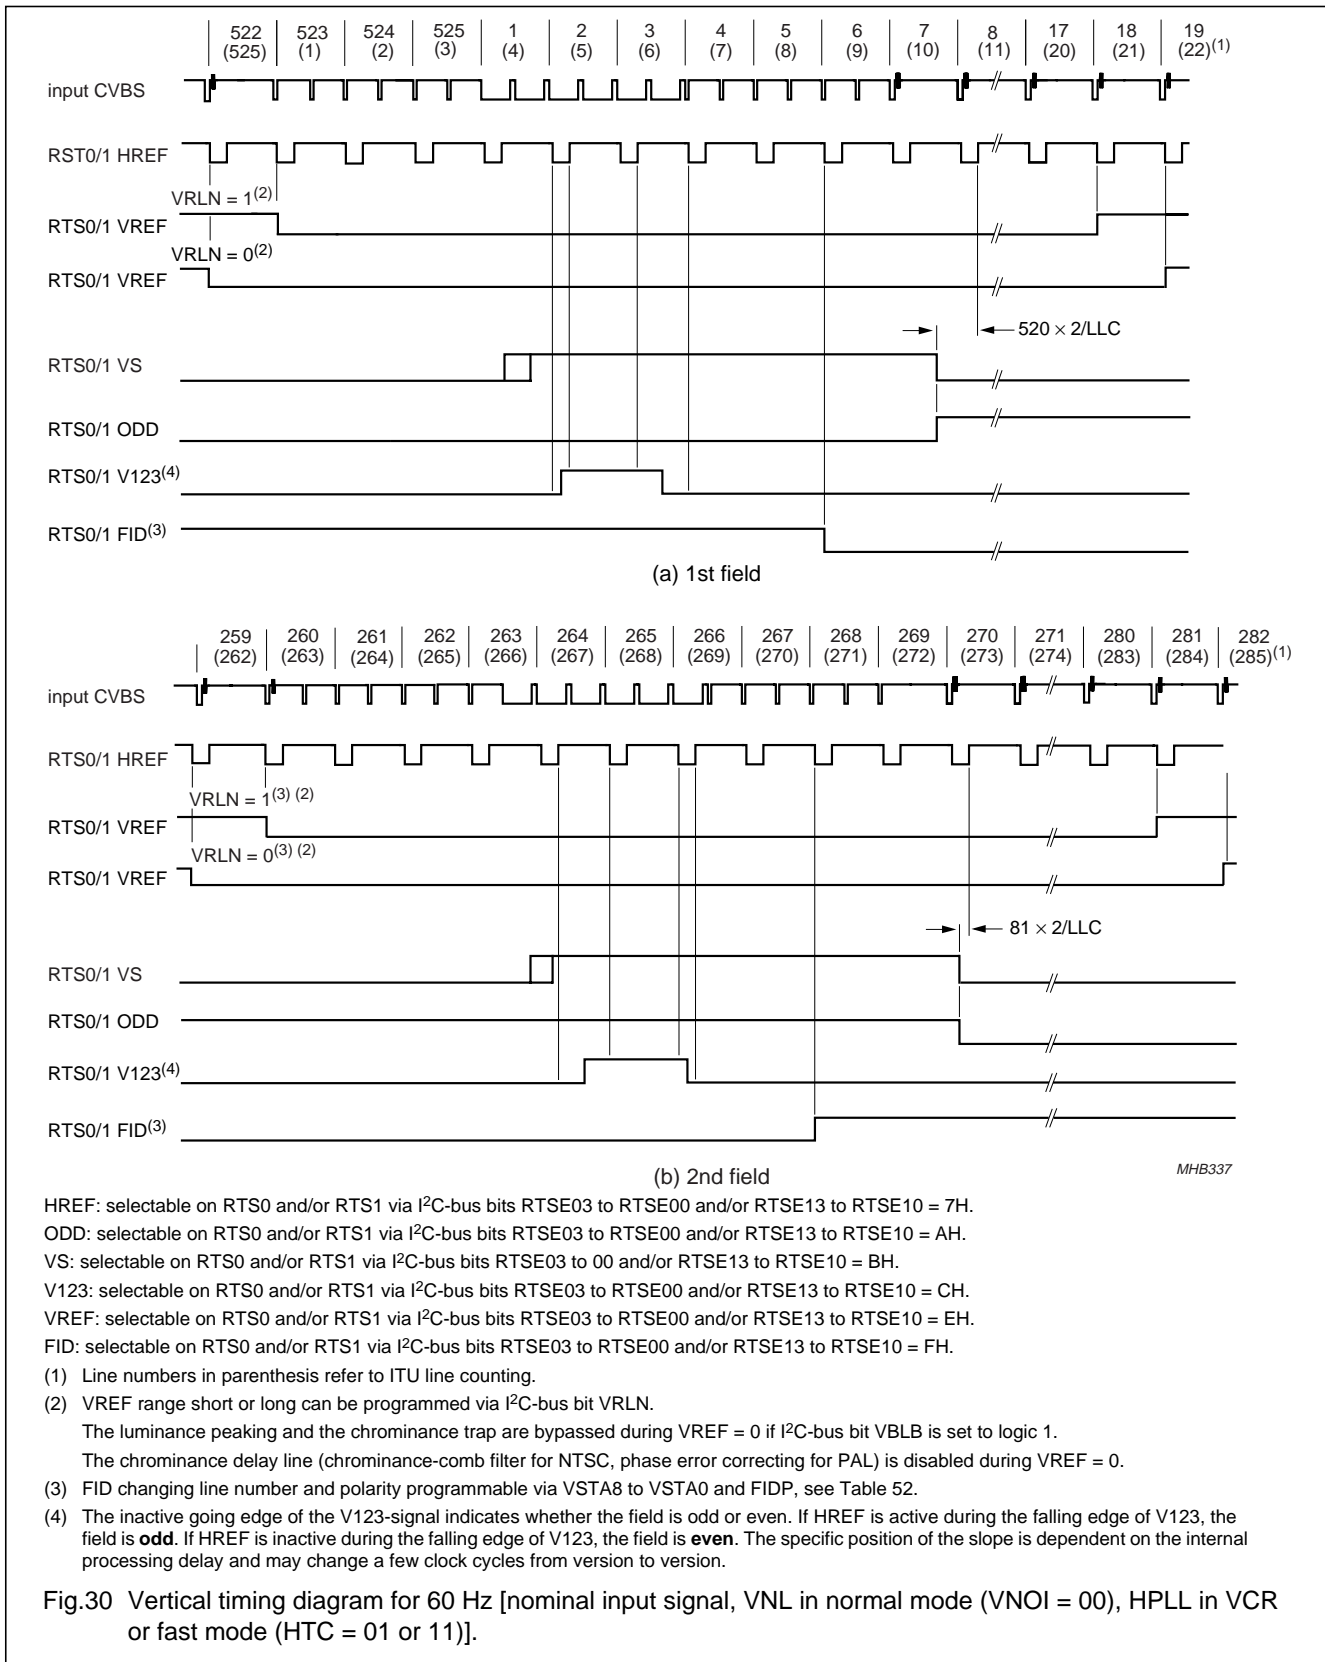 522 523 524 525 1 2 3 4 5 6 7 8 17 18 19
(525) (1) (2) (3) (4) (5) (6) (7) (8) (9) (10) (11) (20) (21) (22)(1)
input CVBS
RST0/1 HREF
VRLN = 1(2)
RTS0/1 VREF
VRLN = 0(2)
RTS0/1 VREF
520 × 2/LLC
RTS0/1 VS
RTS0/1 ODD
RTS0/1 V123(4)
RTS0/1 FID(3)
(a) 1st field
259 260 261 262 263 264 265 266 267 268 269 270 271 280 281 282
(262) (263) (264) (265) (266) (267) (268) (269) (270) (271) (272) (273) (274) (283) (284) (285)(1)
input CVBS
RTS0/1 HREF
VRLN = 1(3) (2)
RTS0/1 VREF
VRLN = 0(3) (2)
RTS0/1 VREF
81 × 2/LLC
RTS0/1 VS
RTS0/1 ODD
RTS0/1 V123(4)
RTS0/1 FID(3)
(b) 2nd field
MHB337
HREF: selectable on RTS0 and/or RTS1 via I2C-bus bits RTSE03 to RTSE00 and/or RTSE13 to RTSE10 = 7H.
ODD: selectable on RTS0 and/or RTS1 via I2C-bus bits RTSE03 to RTSE00 and/or RTSE13 to RTSE10 = AH.
VS: selectable on RTS0 and/or RTS1 via I2C-bus bits RTSE03 to 00 and/or RTSE13 to RTSE10 = BH.
V123: selectable on RTS0 and/or RTS1 via I2C-bus bits RTSE03 to RTSE00 and/or RTSE13 to RTSE10 = CH.
VREF: selectable on RTS0 and/or RTS1 via I2C-bus bits RTSE03 to RTSE00 and/or RTSE13 to RTSE10 = EH.
FID: selectable on RTS0 and/or RTS1 via I2C-bus bits RTSE03 to RTSE00 and/or RTSE13 to RTSE10 = FH.
(1) Line numbers in parenthesis refer to ITU line counting.
(2) VREF range short or long can be programmed via I2C-bus bit VRLN.
The luminance peaking and the chrominance trap are bypassed during VREF = 0 if I2C-bus bit VBLB is set to logic 1.
The chrominance delay line (chrominance-comb filter for NTSC, phase error correcting for PAL) is disabled during VREF = 0.
(3) FID changing line number and polarity programmable via VSTA8 to VSTA0 and FIDP, see Table 52.
(4) The inactive going edge of the V123-signal indicates whether the field is odd or even. If HREF is active during the falling edge of V123, the
field is odd. If HREF is inactive during the falling edge of V123, the field is even. The specific position of the slope is dependent on the internal
processing delay and may change a few clock cycles from version to version.
Fig.30 Vertical timing diagram for 60 Hz [nominal input signal, VNL in normal mode (VNOI = 00), HPLL in VCR
or fast mode (HTC = 01 or 11)].